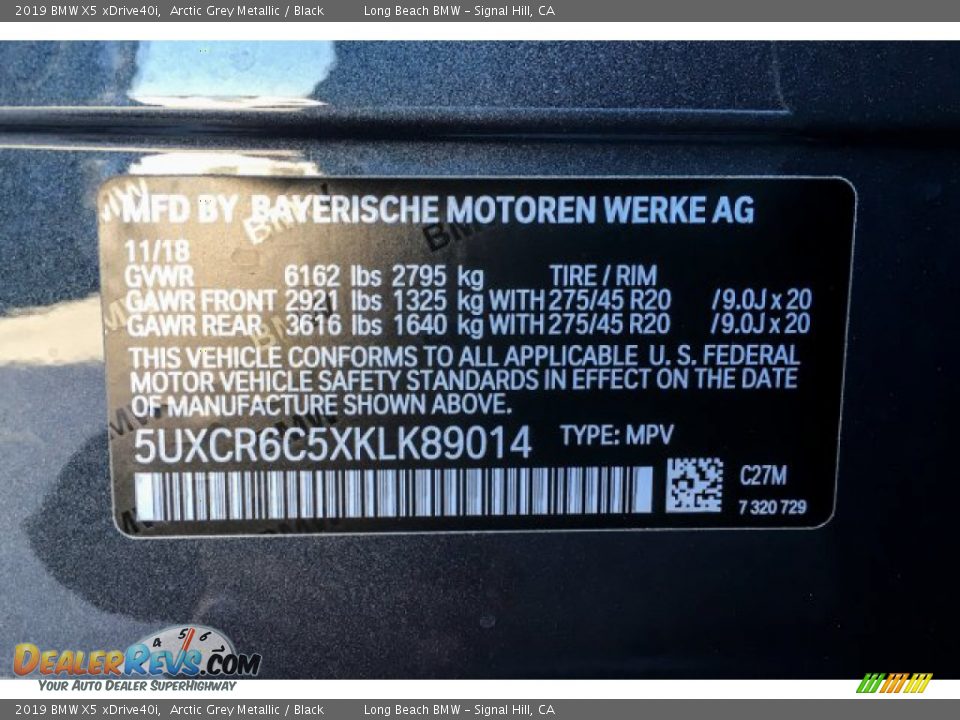 2019 BMW X5 xDrive40i, Arctic Grey Metallic / Black Long Beach BMW - Signal Hill, CA
MFD BY BAYERISCHE MOTOREN WERKE AG
11/18
GVWR 6162 lbs 2795 kg TIRE / RIM
GAWR FRONT 2921 lbs 1325 kg WITH 275/45 R20 /9.0J x 20
GAWR REAR 3616 lbs 1640 kg WITH 275/45 R20 /9.0J x 20
THIS VEHICLE CONFORMS TO ALL APPLICABLE U. S. FEDERAL
MOTOR VEHICLE SAFETY STANDARDS IN EFFECT ON THE DATE
OF MANUFACTURE SHOWN ABOVE.
5UXCR6C5XKLK89014 TYPE: MPV
C27M
7 320 729
4 5 6
DEALERREVS.COM
YOUR AUTO DEALER SUPERHIGHWAY
2019 BMW X5 xDrive40i, Arctic Grey Metallic / Black Long Beach BMW - Signal Hill, CA